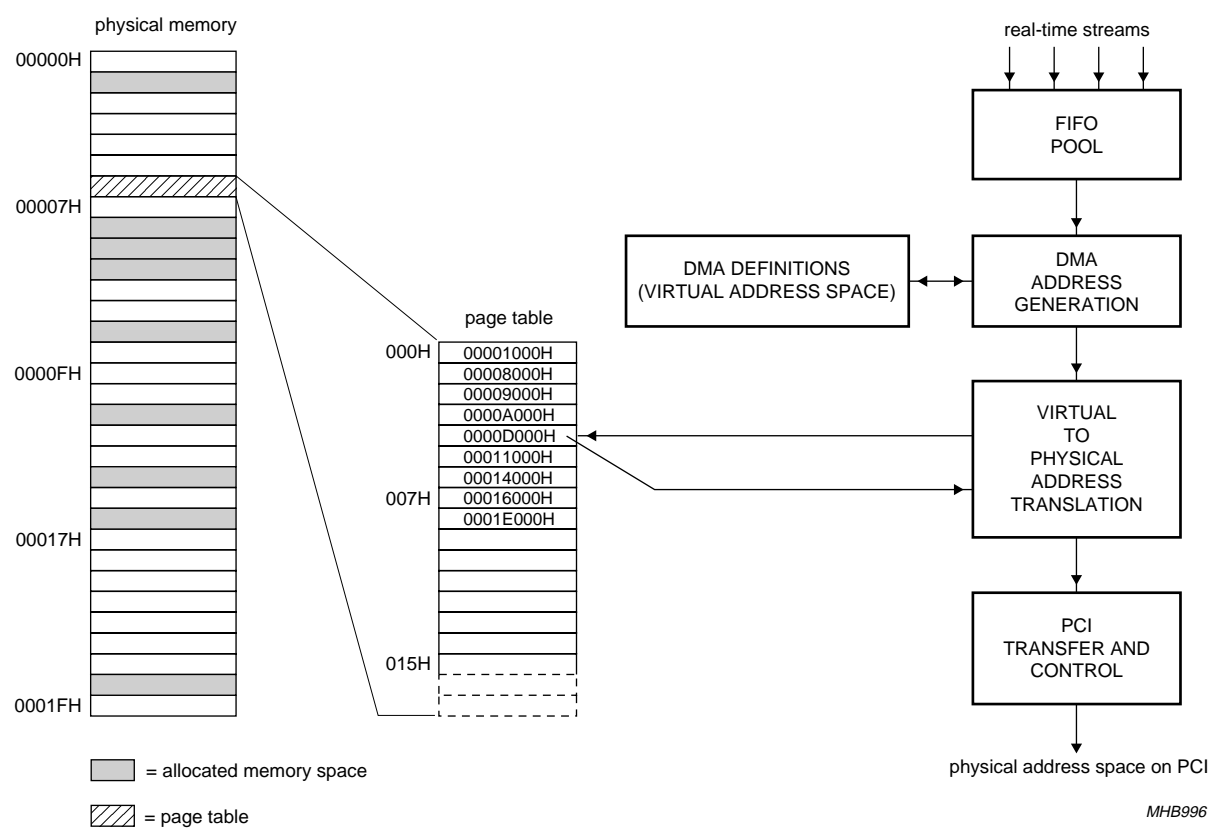 physical memory
00000H
00007H
0000FH
00017H
0001FH
= allocated memory space
= page table
page table
000H
00001000H
00008000H
00009000H
0000A000H
0000D000H
00011000H
00014000H
007H
00016000H
0001E000H
015H
real-time streams
FIFO
POOL
DMA DEFINITIONS
(VIRTUAL ADDRESS SPACE)
DMA
ADDRESS
GENERATION
VIRTUAL
TO
PHYSICAL
ADDRESS
TRANSLATION
PCI
TRANSFER AND
CONTROL
physical address space on PCI
MHB996